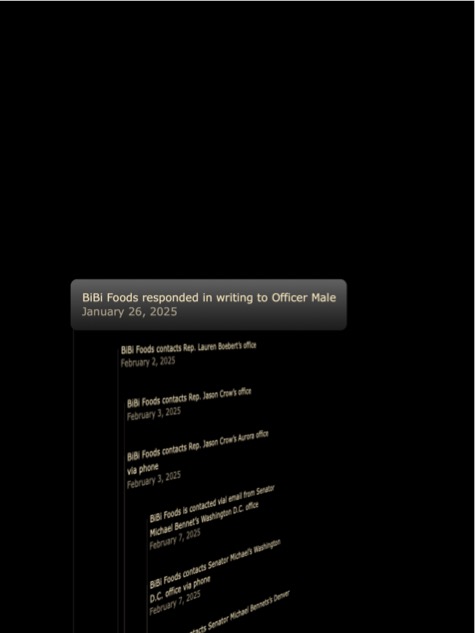 BiBi Foods responded in writing to Officer Male
January 26, 2025
BiBi Foods contacts Rep. Lauren Boebert's office
February 2, 2025
BiBi Foods contacts Rep. Jason Crow's office
February 3, 2025
BiBi Foods contacts Rep. Jason Crow's Aurora office
via phone
February 3, 2025
BiBi Foods is contacted vial email from Senator
Michael Bennet's Washington D.C. office
February 7, 2025
BiBi Foods contacts Senator Michael's Washington
D.C. office via phone
February 7, 2025
Senator Michael Bennets's Denver